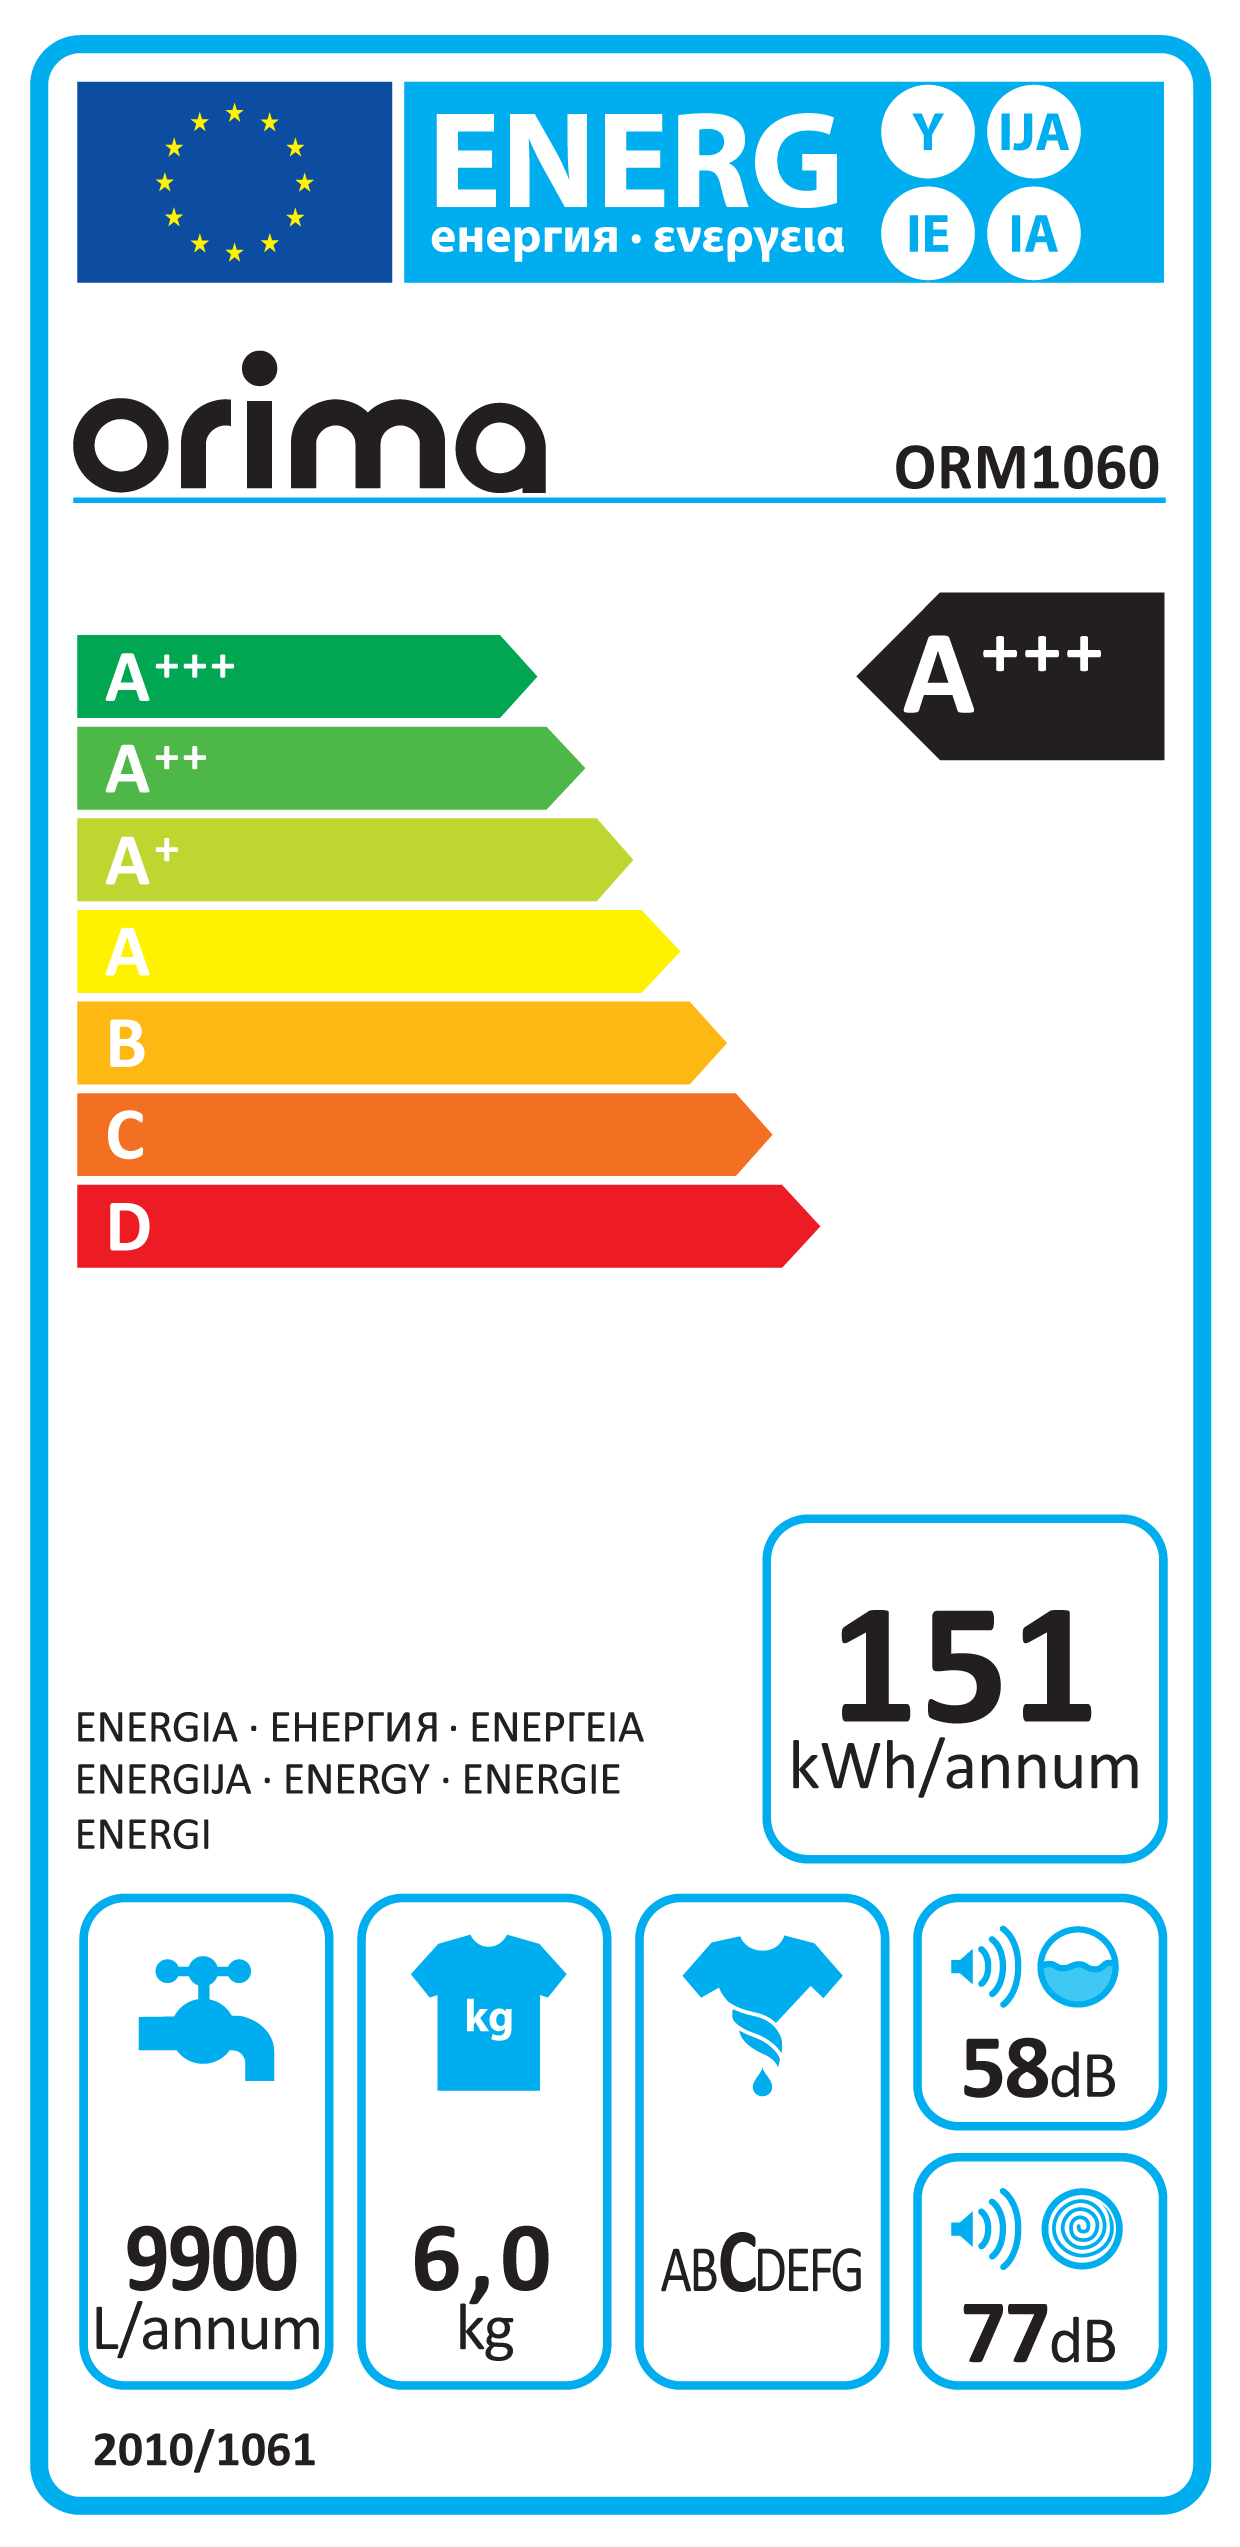 ENERG
енергия · ενεργεια
Y
IJA
IE
IA
orima
ORM1060
A+++
A+++
A++
A+
A
B
C
D
151
kWh/annum
ENERGIA · ЕНЕРГИЯ · ΕΝΕΡΓΕΙΑ
ENERGIJA · ENERGY · ENERGIE
ENERGI
kg
9900
L/annum
6,0
kg
ABCDEFG
58dB
77dB
2010/1061